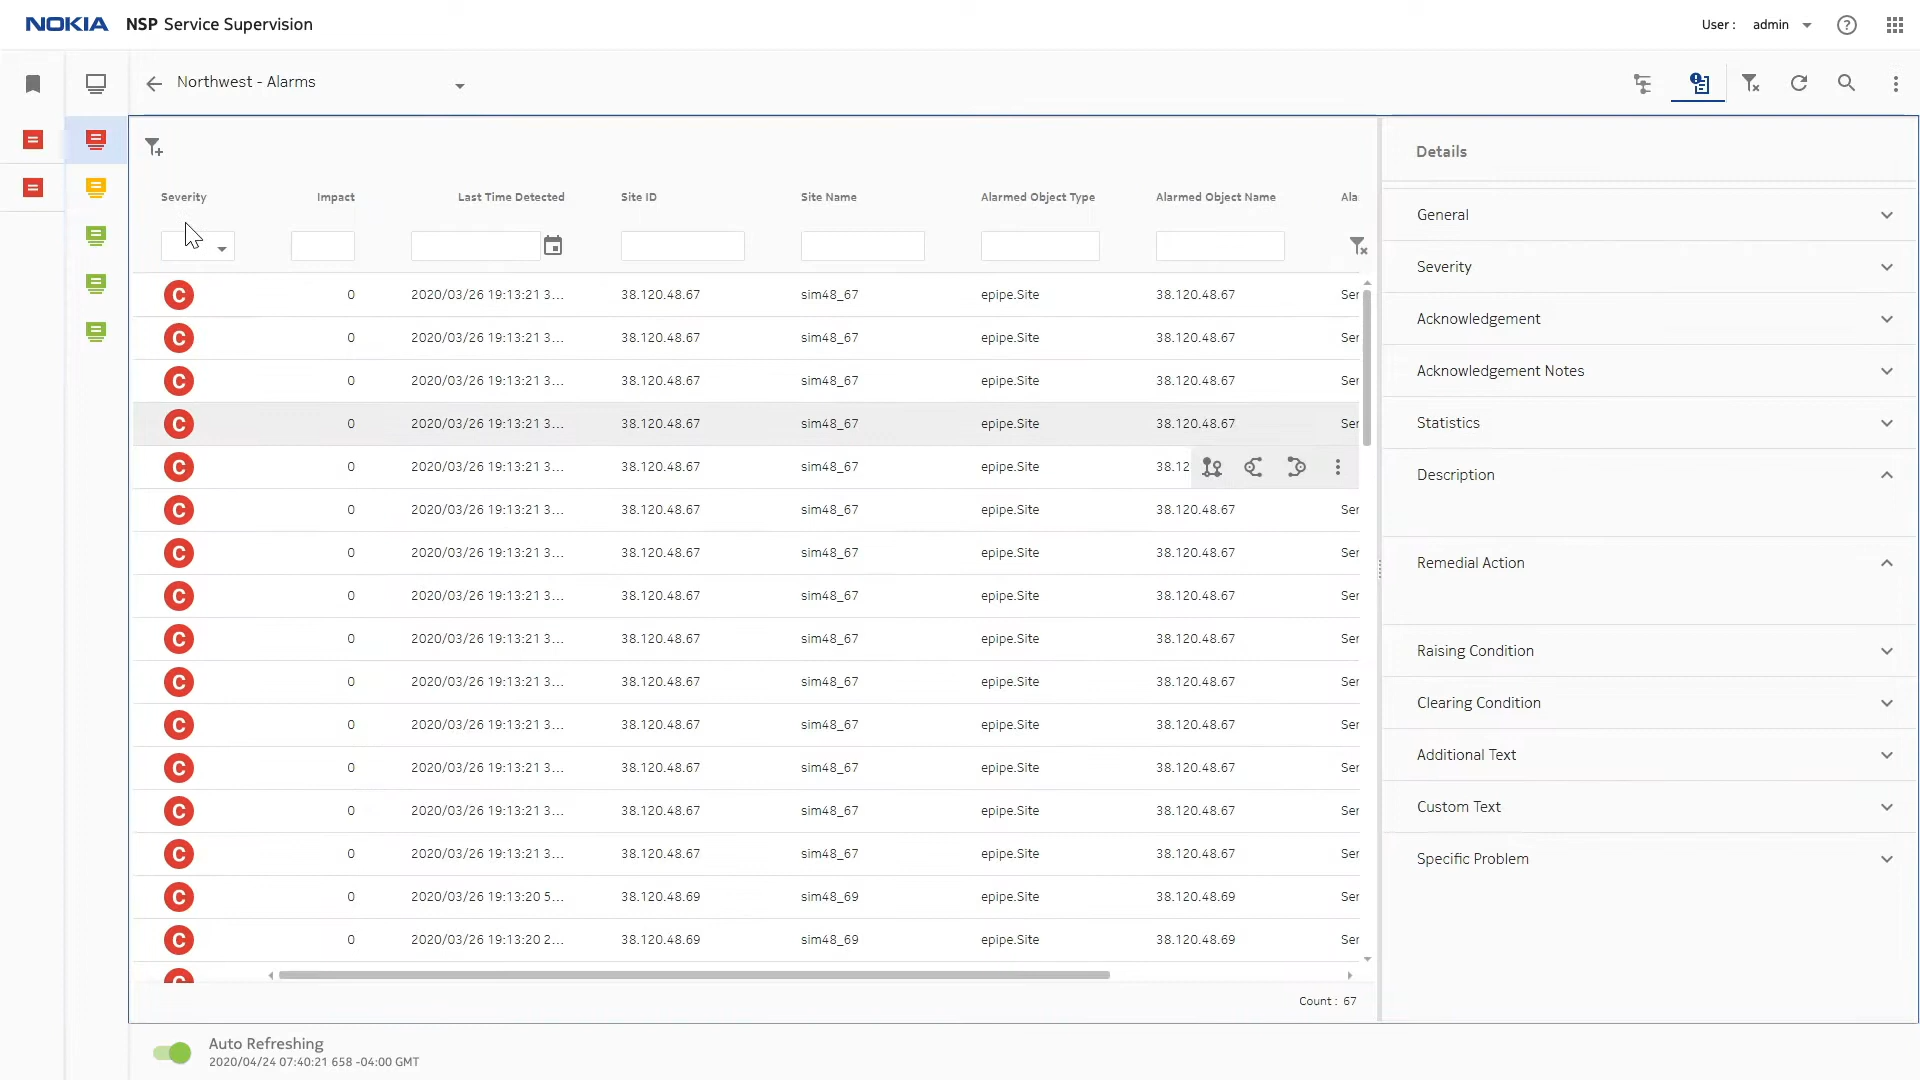 NOKIA NSP Service Supervision User : admin
Northwest - Alarms
Severity Impact Last Time Detected Site ID Site Name Alarmed Object Type Alarmed Object Name Ala
C 0 2020/03/26 19:13:21 3... 38.120.48.67 sim48_67 epipe.Site 38.120.48.67 Ser
C 0 2020/03/26 19:13:21 3... 38.120.48.67 sim48_67 epipe.Site 38.120.48.67 Ser
C 0 2020/03/26 19:13:21 3... 38.120.48.67 sim48_67 epipe.Site 38.120.48.67 Ser
C 0 2020/03/26 19:13:21 3... 38.120.48.67 sim48_67 epipe.Site 38.120.48.67 Ser
C 0 2020/03/26 19:13:21 3... 38.120.48.67 sim48_67 epipe.Site 38.12
C 0 2020/03/26 19:13:21 3... 38.120.48.67 sim48_67 epipe.Site 38.120.48.67 Ser
C 0 2020/03/26 19:13:21 3... 38.120.48.67 sim48_67 epipe.Site 38.120.48.67 Ser
C 0 2020/03/26 19:13:21 3... 38.120.48.67 sim48_67 epipe.Site 38.120.48.67 Ser
C 0 2020/03/26 19:13:21 3... 38.120.48.67 sim48_67 epipe.Site 38.120.48.67 Ser
C 0 2020/03/26 19:13:21 3... 38.120.48.67 sim48_67 epipe.Site 38.120.48.67 Ser
C 0 2020/03/26 19:13:21 3... 38.120.48.67 sim48_67 epipe.Site 38.120.48.67 Ser
C 0 2020/03/26 19:13:21 3... 38.120.48.67 sim48_67 epipe.Site 38.120.48.67 Ser
C 0 2020/03/26 19:13:21 3... 38.120.48.67 sim48_67 epipe.Site 38.120.48.67 Ser
C 0 2020/03/26 19:13:21 3... 38.120.48.67 sim48_67 epipe.Site 38.120.48.67 Ser
C 0 2020/03/26 19:13:20 5... 38.120.48.69 sim48_69 epipe.Site 38.120.48.69 Ser
C 0 2020/03/26 19:13:20 2... 38.120.48.69 sim48_69 epipe.Site 38.120.48.69 Ser
C
Count : 67
Details
General
Severity
Acknowledgement
Acknowledgement Notes
Statistics
Description
Remedial Action
Raising Condition
Clearing Condition
Additional Text
Custom Text
Specific Problem
Auto Refreshing
2020/04/24 07:40:21 658 -04:00 GMT